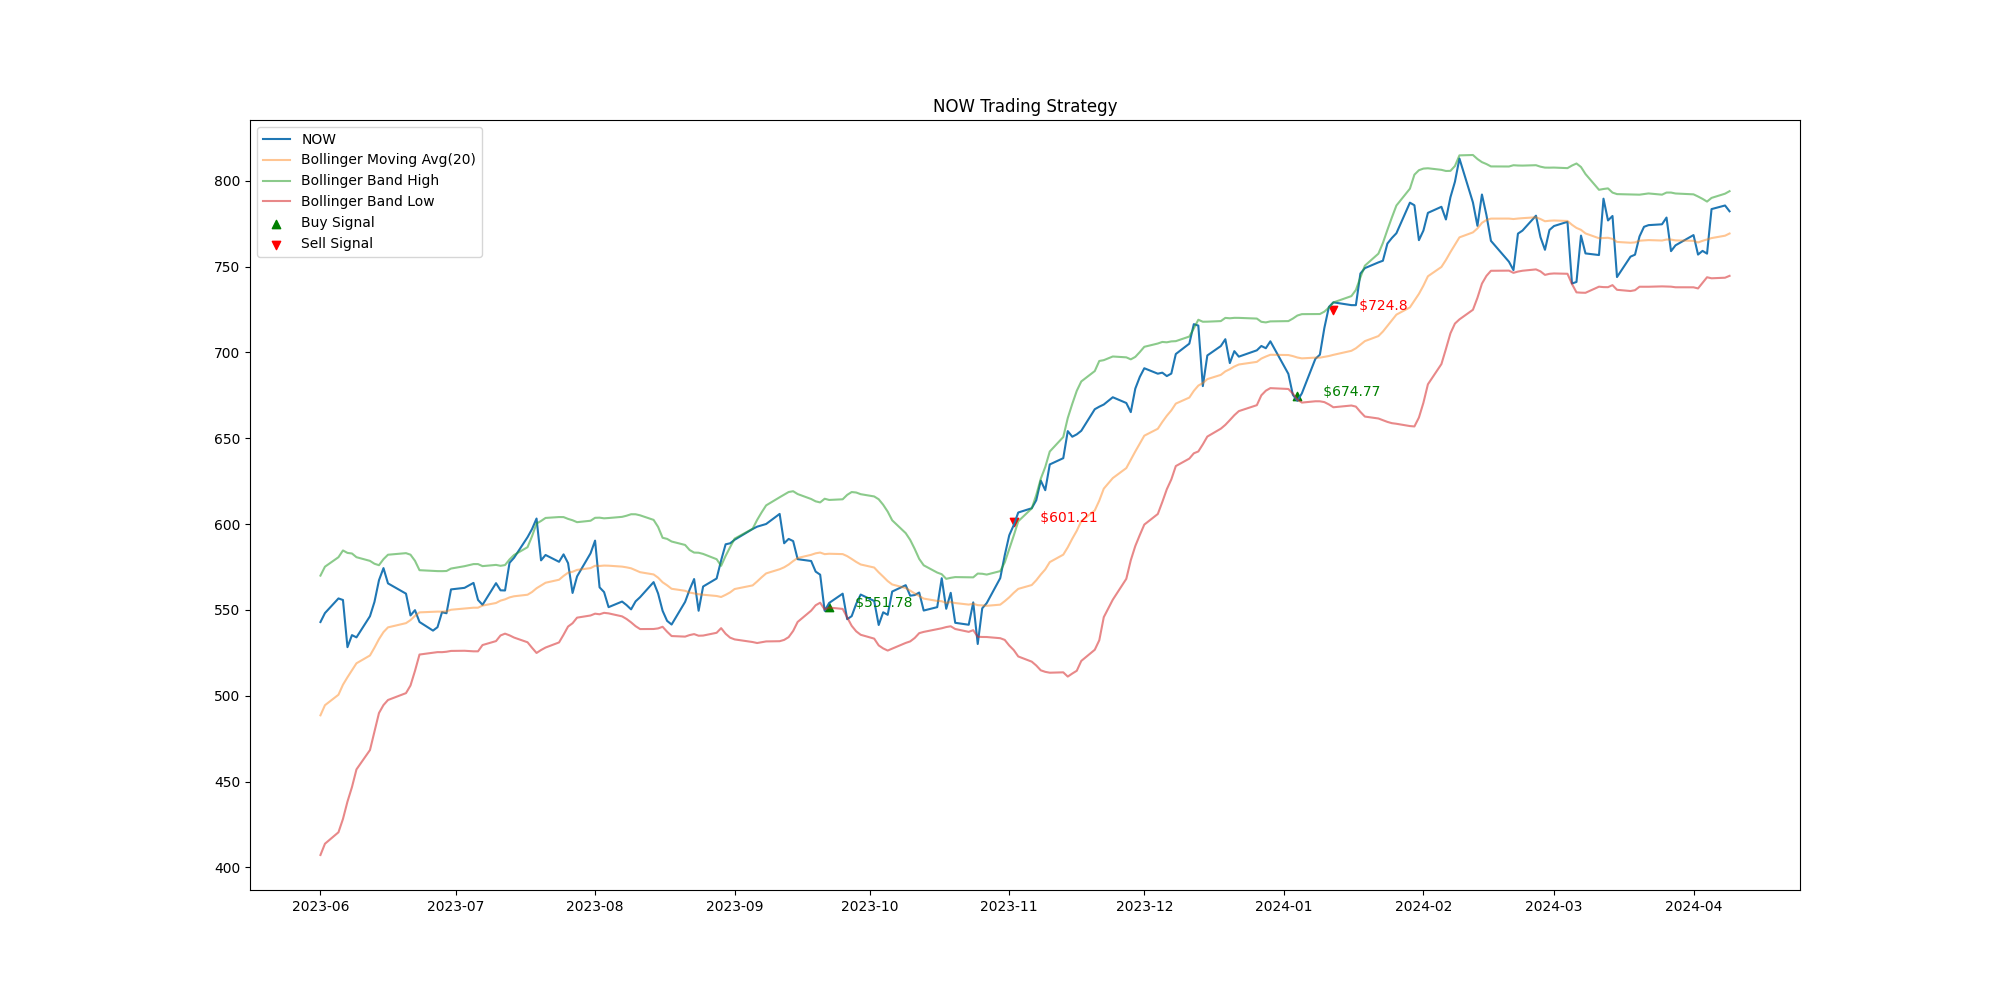 NOW Trading Strategy
NOW
Bollinger Moving Avg(20)
Bollinger Band High
Bollinger Band Low
Buy Signal
Sell Signal
800
750
700
650
600
550
500
450
400
$724.8
$674.77
$601.21
$551.78
2023-06 2023-07 2023-08 2023-09 2023-10 2023-11 2023-12 2024-01 2024-02 2024-03 2024-04